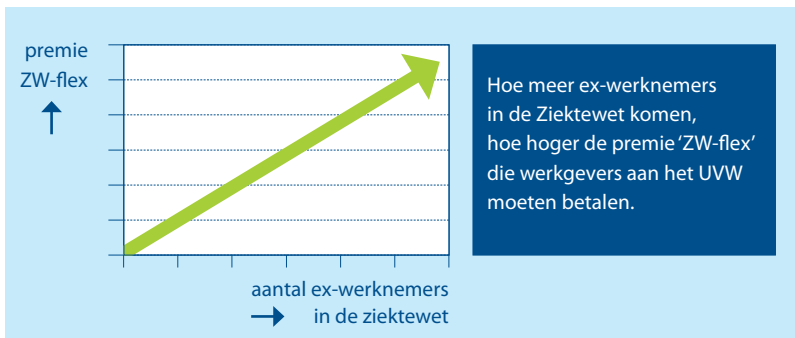 premie
ZW-flex
aantal ex-werknemers
in de ziektewet
Hoe meer ex-werknemers
in de Ziektewet komen,
hoe hoger de premie ‘ZW-flex’
die werkgevers aan het UVW
moeten betalen.